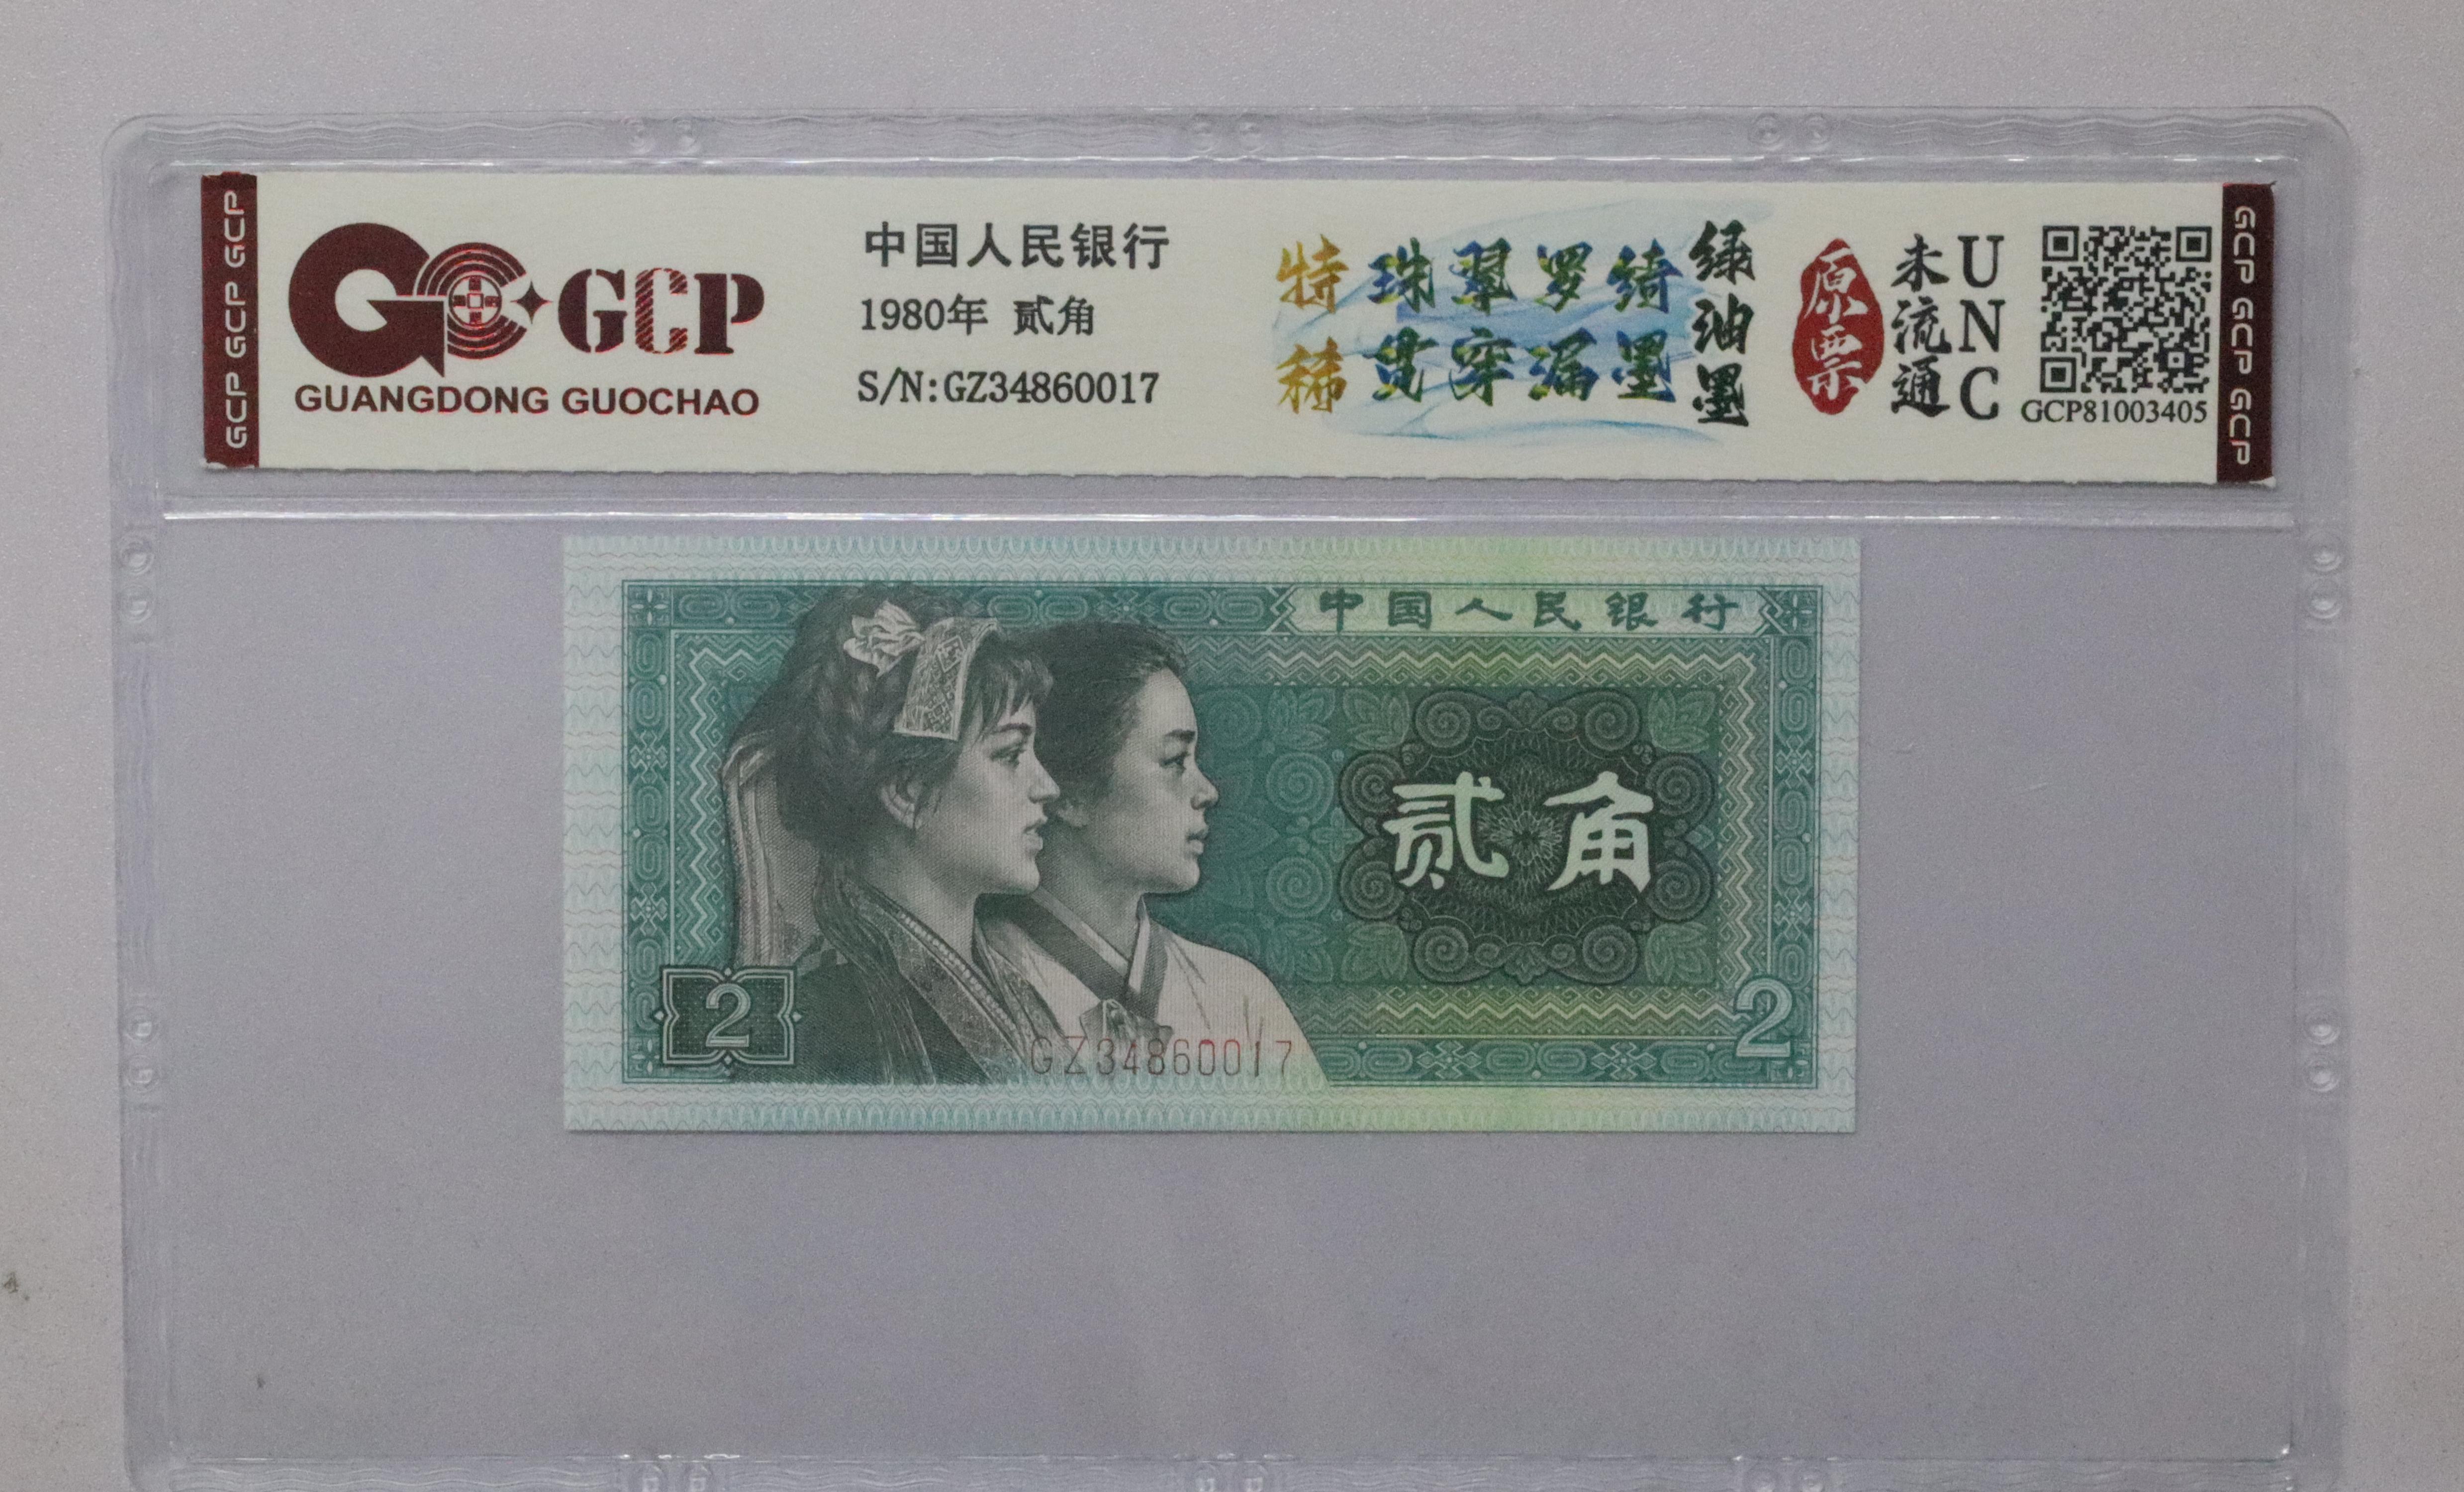 GCP GCP GCP
GCP
GUANGDONG GUOCHAO
中国人民银行
1980年 贰角
S/N:GZ34860017
特稀
珠翠罗绮
贯穿漏墨
绿油墨
原票
未流通
UNC
GCP81003405
GCP GCP GCP
中国人民银行
贰角
2
2
GZ34860017